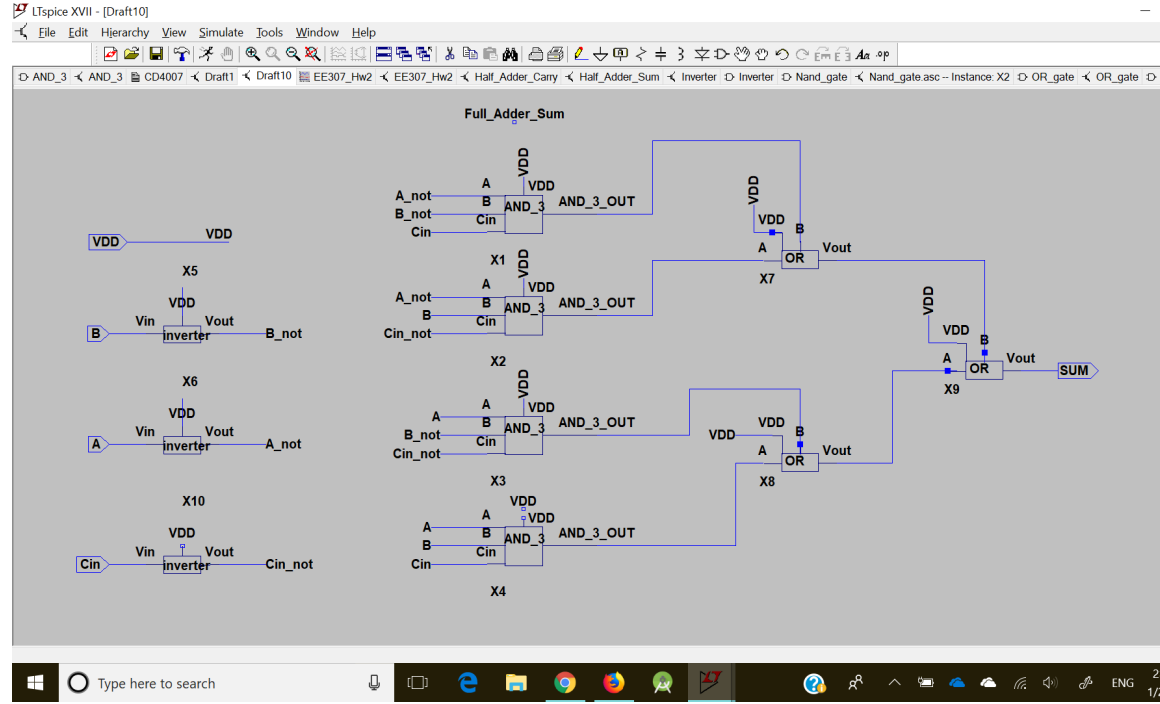 LTspice XVII - [Draft10]
File Edit Hierarchy View Simulate Tools Window Help
Aa .op
AND_3 AND_3 CD4007 Draft1 Draft10 EE307_Hw2 EE307_Hw2 Half_Adder_Carry Half_Adder_Sum Inverter Inverter Nand_gate Nand_gate.asc -- Instance: X2 OR_gate OR_gate
Full_Adder_Sum
VDD
A VDD
A_not B AND_3 AND_3_OUT
B_not Cin
Cin
X1
VDD
A VDD
A_not B AND_3 AND_3_OUT
B Cin
Cin_not
X2
VDD
A VDD
A B AND_3 AND_3_OUT
B_not Cin
Cin_not
X3
VDD
A VDD
A B AND_3 AND_3_OUT
B Cin
Cin
X4
VDD VDD
X5
VDD
B Vin inverter Vout B_not
X6
VDD
A Vin inverter Vout A_not
X10
VDD
Cin Vin inverter Vout Cin_not
VDD
VDD B
A OR Vout
X7
VDD VDD B
A OR Vout
X8
VDD
VDD B
A OR Vout SUM
X9
Type here to search
ENG